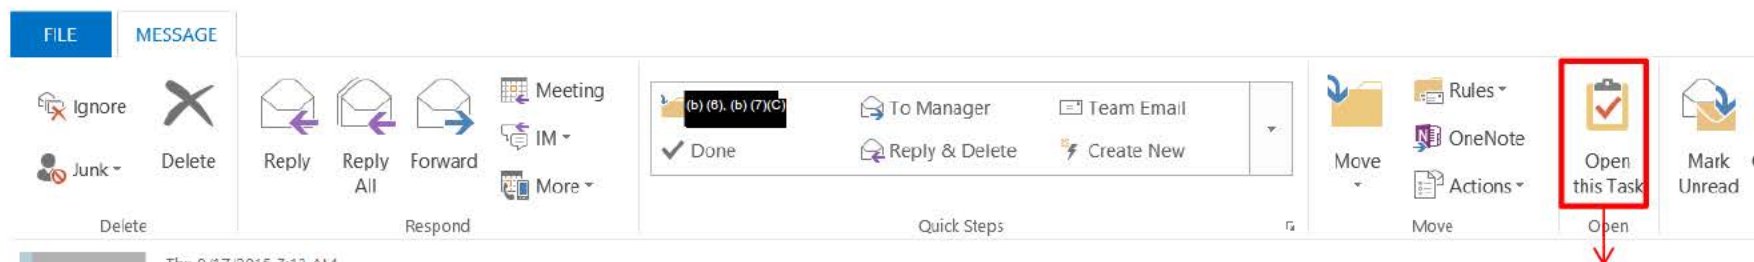 FILE MESSAGE
Ignore
Junk
Delete
Delete
Reply
Reply All
Forward
Meeting
IM
More
Respond
(b) (6), (b) (7)(C)
To Manager
Team Email
Done
Reply & Delete
Create New
Quick Steps
Move
Rules
OneNote
Actions
Move
Open
this Task
Open
Mark
Unread